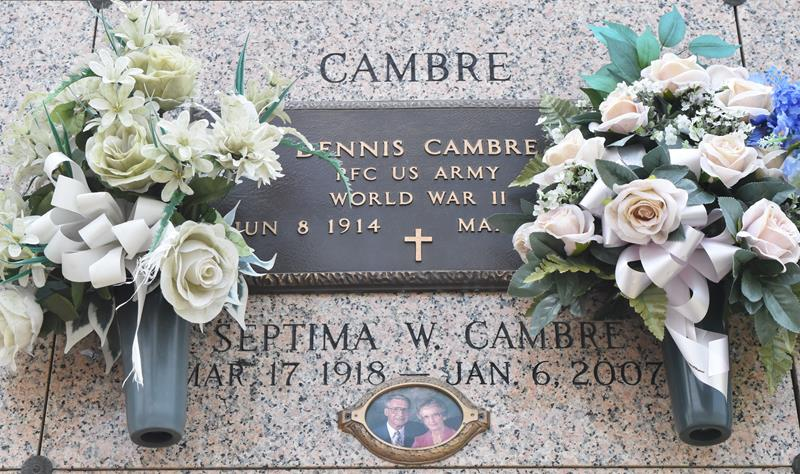 CAMBRE
DENNIS CAMBRE
PFC US ARMY
WORLD WAR II
JUN 8 1914 MA
SEPTIMA W. CAMBRE
MAR 17 1918 — JAN. 6, 2007